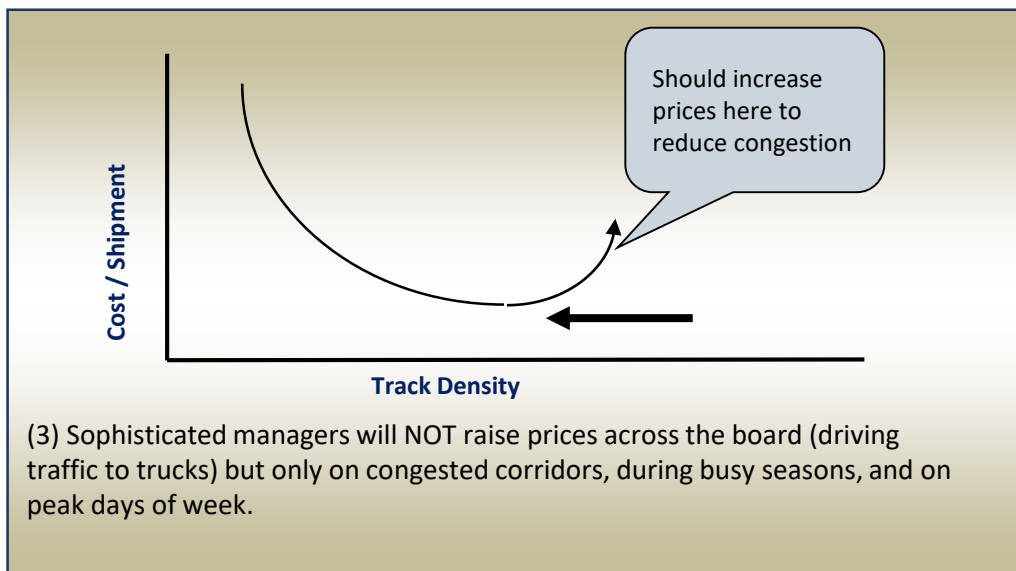 Should increase
prices here to
reduce congestion
Cost / Shipment
Track Density
(3) Sophisticated managers will NOT raise prices across the board (driving
traffic to trucks) but only on congested corridors, during busy seasons, and on
peak days of week.